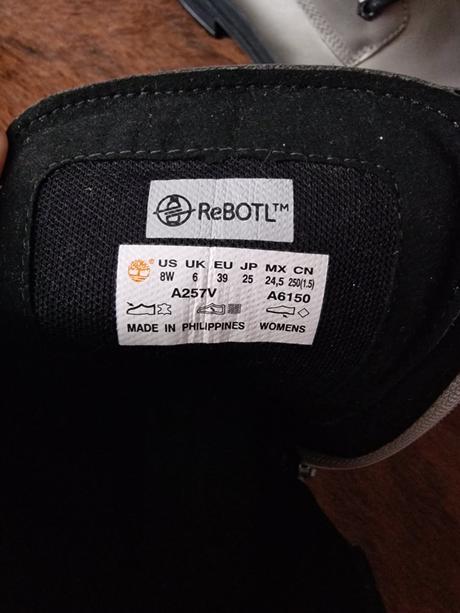 ReBOTL™
® US UK EU JP MX CN
8W 6 39 25 24,5 250(1.5)
A257V A6150
MADE IN PHILIPPINES WOMENS